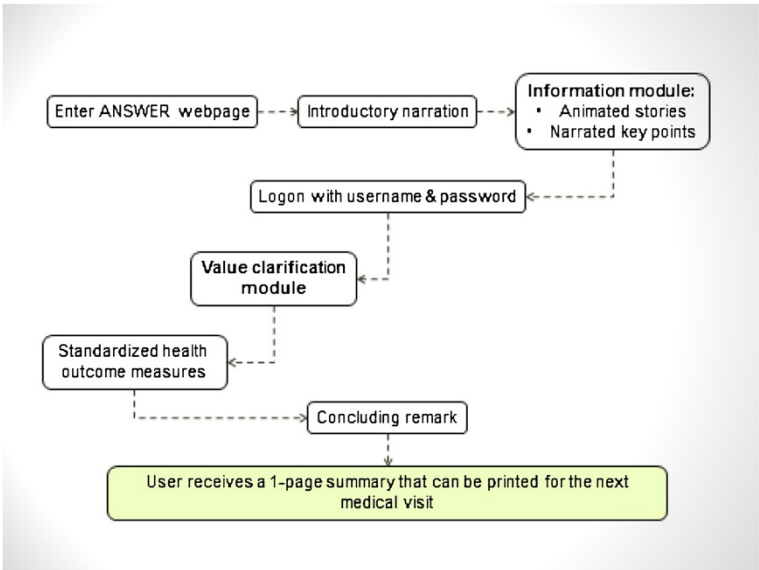 Enter ANSWER webpage
Introductory narration
Information module:
• Animated stories
• Narrated key points
Logon with username & password
Value clarification
module
Standardized health
outcome measures
Concluding remark
User receives a 1-page summary that can be printed for the next
medical visit